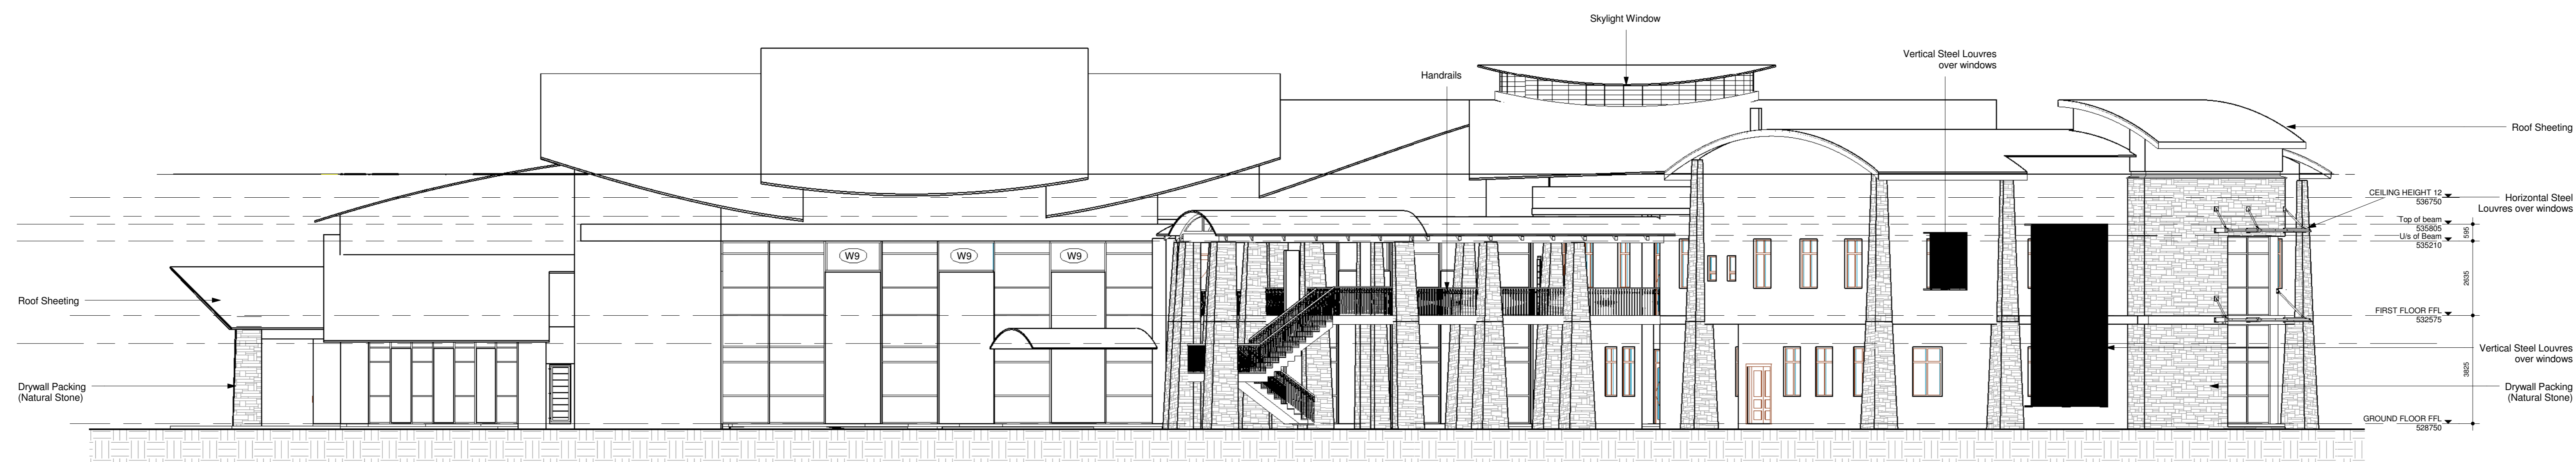 Skylight Window
Vertical Steel Louvres
over windows
Handrails
Roof Sheeting
CEILING HEIGHT 12
536750
Horizontal Steel
Louvres over windows
Top of beam
535805
595
U/s of Beam
535210
W9
W9
W9
2635
Roof Sheeting
FIRST FLOOR FFL
532575
Vertical Steel Louvres
over windows
3825
Drywall Packing
(Natural Stone)
Drywall Packing
(Natural Stone)
GROUND FLOOR FFL
528750